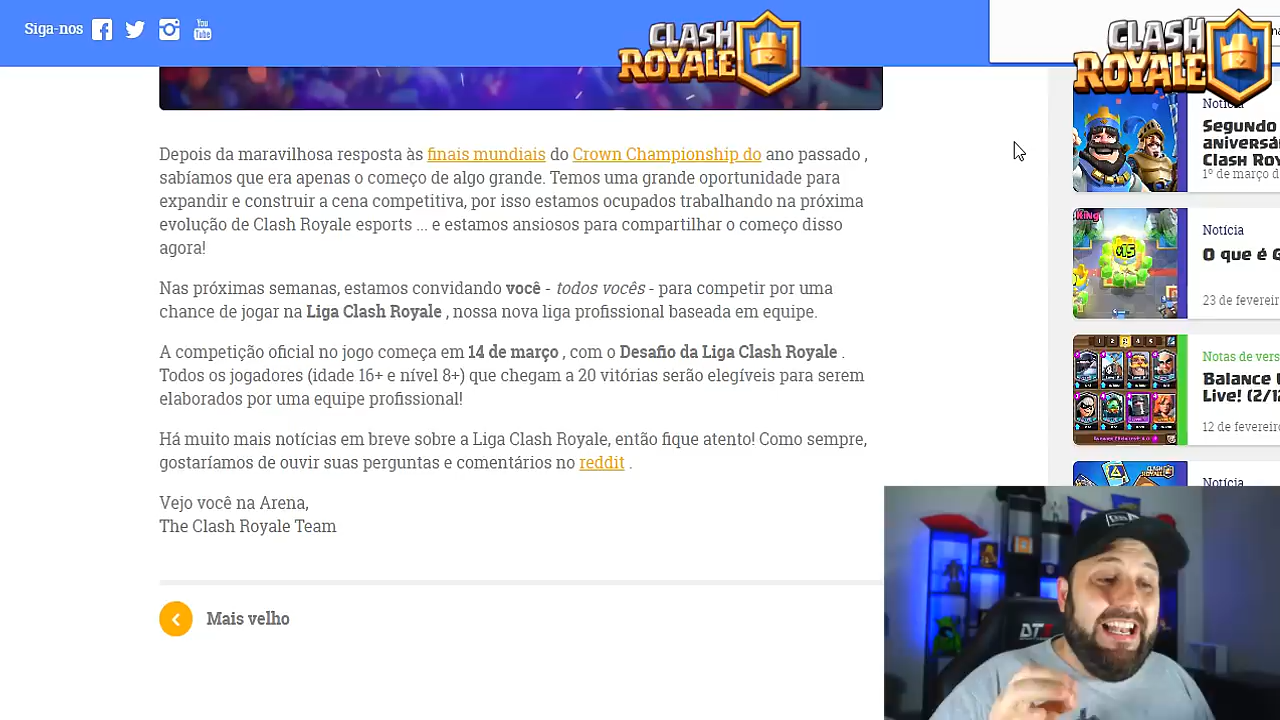 Siga-nos
You
Tube
CLASH
ROYALE
CLASH
ROYALE
Depois da maravilhosa resposta às finais mundiais do Crown Championship do ano passado ,
sabíamos que era apenas o começo de algo grande. Temos uma grande oportunidade para
expandir e construir a cena competitiva, por isso estamos ocupados trabalhando na próxima
evolução de Clash Royale esports ... e estamos ansiosos para compartilhar o começo disso
agora!
Nas próximas semanas, estamos convidando você - todos vocês - para competir por uma
chance de jogar na Liga Clash Royale , nossa nova liga profissional baseada em equipe.
A competição oficial no jogo começa em 14 de março , com o Desafio da Liga Clash Royale .
Todos os jogadores (idade 16+ e nível 8+) que chegam a 20 vitórias serão elegíveis para serem
elaborados por uma equipe profissional!
Há muito mais notícias em breve sobre a Liga Clash Royale, então fique atento! Como sempre,
gostaríamos de ouvir suas perguntas e comentários no reddit .
Vejo você na Arena,
The Clash Royale Team
Mais velho
Notícia
Segundo
aniversá
Clash Roy
1º de março d
King
x15
Notícia
O que é
23 de fevereiro
Notas de vers
Balance
Live! (2/12
12 de fevereiro
Notícia